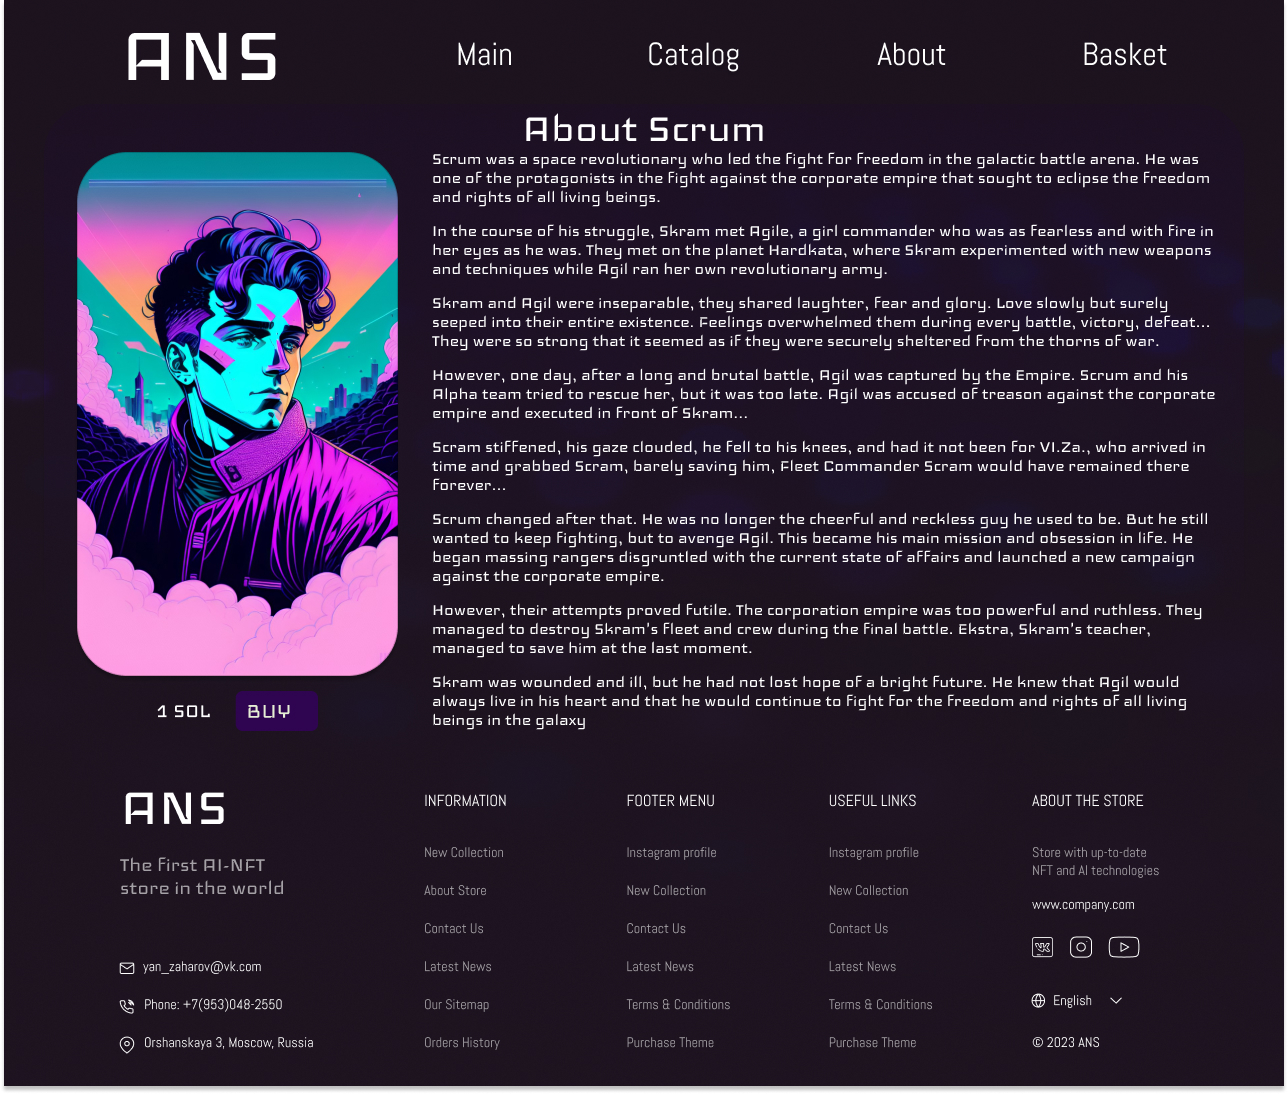 ANS
Main
Catalog
About
Basket
About Scrum
Scrum was a space revolutionary who led the fight for freedom in the galactic battle arena. He was
one of the protagonists in the fight against the corporate empire that sought to eclipse the freedom
and rights of all living beings.
In the course of his struggle, Skram met Agile, a girl commander who was as fearless and with fire in
her eyes as he was. They met on the planet Hardkata, where Skram experimented with new weapons
and techniques while Agil ran her own revolutionary army.
Skram and Agil were inseparable, they shared laughter, fear and glory. Love slowly but surely
seeped into their entire existence. Feelings overwhelmed them during every battle, victory, defeat...
They were so strong that it seemed as if they were securely sheltered from the thorns of war.
However, one day, after a long and brutal battle, Agil was captured by the Empire. Scrum and his
Alpha team tried to rescue her, but it was too late. Agil was accused of treason against the corporate
empire and executed in front of Skram...
Scram stiffened, his gaze clouded, he fell to his knees, and had it not been for VI.Za., who arrived in
time and grabbed Scram, barely saving him, Fleet Commander Scram would have remained there
forever...
Scrum changed after that. He was no longer the cheerful and reckless guy he used to be. But he still
wanted to keep fighting, but to avenge Agil. This became his main mission and obsession in life. He
began massing rangers disgruntled with the current state of affairs and launched a new campaign
against the corporate empire.
However, their attempts proved futile. The corporation empire was too powerful and ruthless. They
managed to destroy Skram's fleet and crew during the final battle. Ekstra, Skram's teacher,
managed to save him at the last moment.
Skram was wounded and ill, but he had not lost hope of a bright future. He knew that Agil would
always live in his heart and that he would continue to fight for the freedom and rights of all living
beings in the galaxy
1 SOL
BUY
ANS
The first AI-NFT
store in the world
yan_zaharov@vk.com
Phone: +7(953)048-2550
Orshanskaya 3, Moscow, Russia
INFORMATION
New Collection
About Store
Contact Us
Latest News
Our Sitemap
Orders History
FOOTER MENU
Instagram profile
New Collection
Contact Us
Latest News
Terms & Conditions
Purchase Theme
USEFUL LINKS
Instagram profile
New Collection
Contact Us
Latest News
Terms & Conditions
Purchase Theme
ABOUT THE STORE
Store with up-to-date
NFT and AI technologies
www.company.com
English
© 2023 ANS